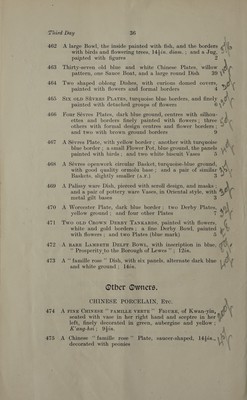 Third Day 36
462 A large Bowl, the inside painted with fish, and the borders
with birds and flowering trees, 14½in. diam.; and a Jug,
painted with figures 2
463 Thirty-seven old blue and white Chinese Plates, willow
pattern, one Sauce Boat, and a large round Dish 39
464 Two shaped oblong Dishes, with various domed covers,
painted with flowers and formal borders 4
465 SIX OLD SÈVRES PLATES, turquoise blue borders, and finely
painted with detached groups of flowers 6
466 Four Sèvres Plates, dark blue ground, centres with silhou-
ettes and borders finely painted with flowers; three
others with formal design centres and flower borders;
and two with brown ground borders 9
467 A Sèvres Plate, with yellow border; another with turquoise
blue border; a small Flower Pot, blue ground, the panels
painted with birds; and two white biscuit Vases 5
468 A Sèvres openwork circular Basket, turquoise-blue ground,
with good quality ormolu base; and a pair of similar
Baskets, slightly smaller (A.F.) 3
469 A Palissy ware Dish, pierced with scroll design, and masks;
and a pair of pottery ware Vases, in Oriental style, with
metal gilt bases 3
470 A Worcester Plate, dark blue border; two Derby Plates,
yellow ground; and four other Plates 7
471 TWO OLD CROWN DERBY TANKARDS, painted with flowers,
white and gold borders; a fine Derby Bowl, painted
with flowers; and two Plates (blue mark) 5
472 A RARE LAMBETH DELFT BOWL, with inscription in blue,
"Prosperity to the Borough of Lewes"; 12in.
473 A "famille rose" Dish, with six panels, alternate dark blue
and white ground; 14in.
Other Owners.
CHINESE PORCELAIN, Etc.
474 A FINE CHINESE "FAMILLE VERTE" FIGURE, of Kwan-yin,
seated with vase in her right hand and sceptre in her
left, finely decorated in green, aubergine and yellow;
K'ang-hsi; 9½in.
475 A Chinese "famille rose" Plate, saucer-shaped, 14½in.,
decorated with peonies